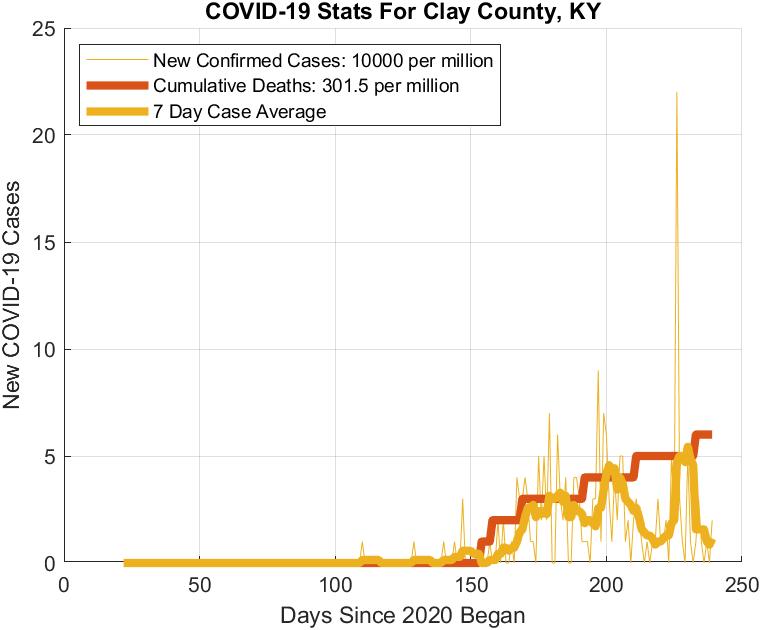 COVID-19 Stats For Clay County, KY
25
20
15
10
5
0
New COVID-19 Cases
New Confirmed Cases: 10000 per million
Cumulative Deaths: 301.5 per million
7 Day Case Average
0 50 100 150 200 250
Days Since 2020 Began